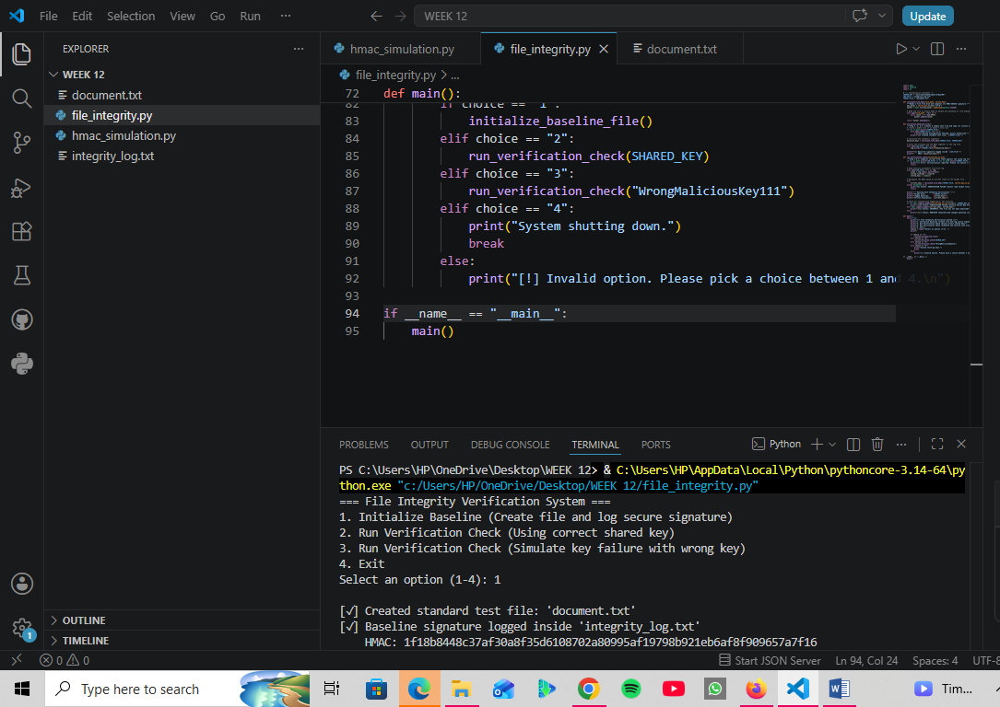 File Edit Selection View Go Run ··· WEEK 12 Update
EXPLORER ···
WEEK 12
document.txt
file_integrity.py
hmac_simulation.py
integrity_log.txt
OUTLINE
TIMELINE
hmac_simulation.py file_integrity.py document.txt ···
file_integrity.py > ...
72 def main():
82 if choice == "1":
83 initialize_baseline_file()
84 elif choice == "2":
85 run_verification_check(SHARED_KEY)
86 elif choice == "3":
87 run_verification_check("WrongMaliciousKey111")
88 elif choice == "4":
89 print("System shutting down.")
90 break
91 else:
92 print("[!] Invalid option. Please pick a choice between 1 and 4.\n")
93
94 if __name__ == "__main__":
95 main()
PROBLEMS OUTPUT DEBUG CONSOLE TERMINAL PORTS Python ···
PS C:\Users\HP\OneDrive\Desktop\WEEK 12> & C:\Users\HP\AppData\Local\Python\pythoncore-3.14-64\py
thon.exe "c:/Users/HP/OneDrive/Desktop/WEEK 12/file_integrity.py"
=== File Integrity Verification System ===
1. Initialize Baseline (Create file and log secure signature)
2. Run Verification Check (Using correct shared key)
3. Run Verification Check (Simulate key failure with wrong key)
4. Exit
Select an option (1-4): 1
[✓] Created standard test file: 'document.txt'
[✓] Baseline signature logged inside 'integrity_log.txt'
HMAC: 1f18b8448c37af30a8f35d6108702a80995af19798b921eb6af8f909657a7f16
1
0 0 Start JSON Server Ln 94, Col 24 Spaces: 4 UTF-8
Type here to search Tim...